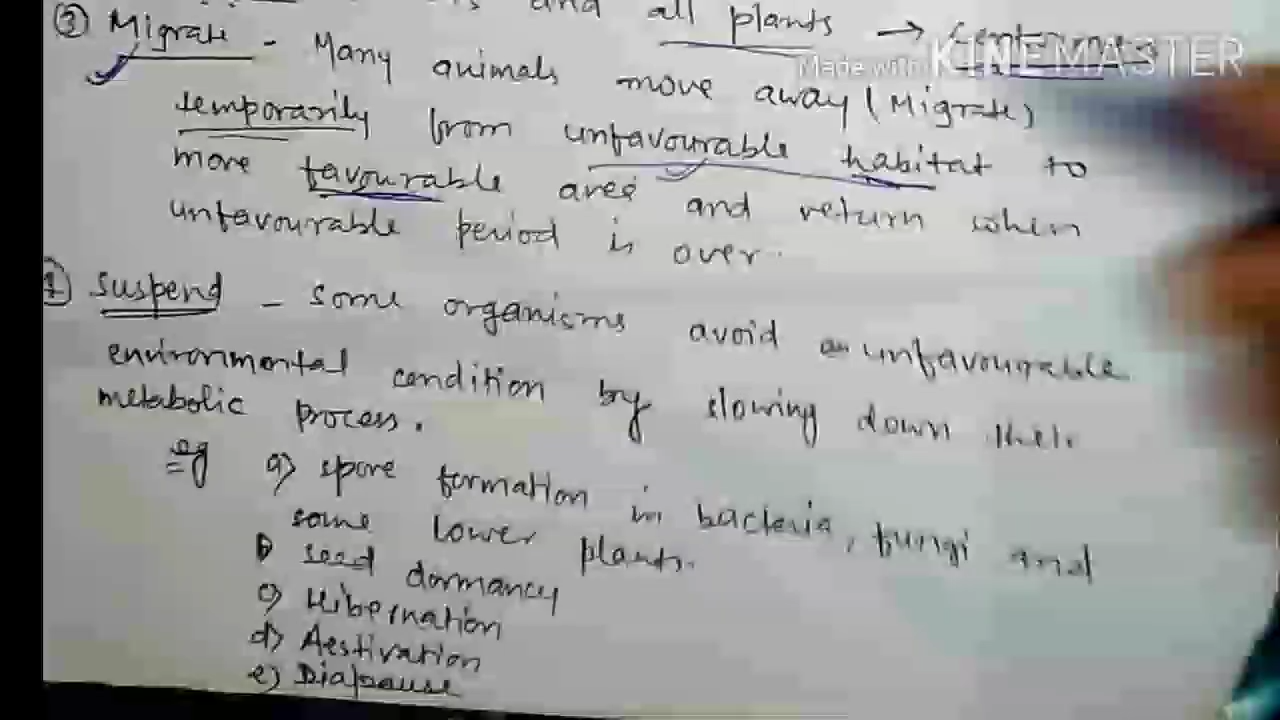 and all plants →
③ Migrate - Many animals move away (Migrate)
temporarily from unfavourable habitat to
more favourable area and return when
unfavourable period is over.
suspend - some organisms avoid unfavourable
environmental condition by slowing down their
metabolic process.
eg a) spore formation in bacteria, fungi and
some lower plants.
b) seed dormancy
c) Hibernation
d) Aestivation
e) Diapause
Made with KINEMASTER